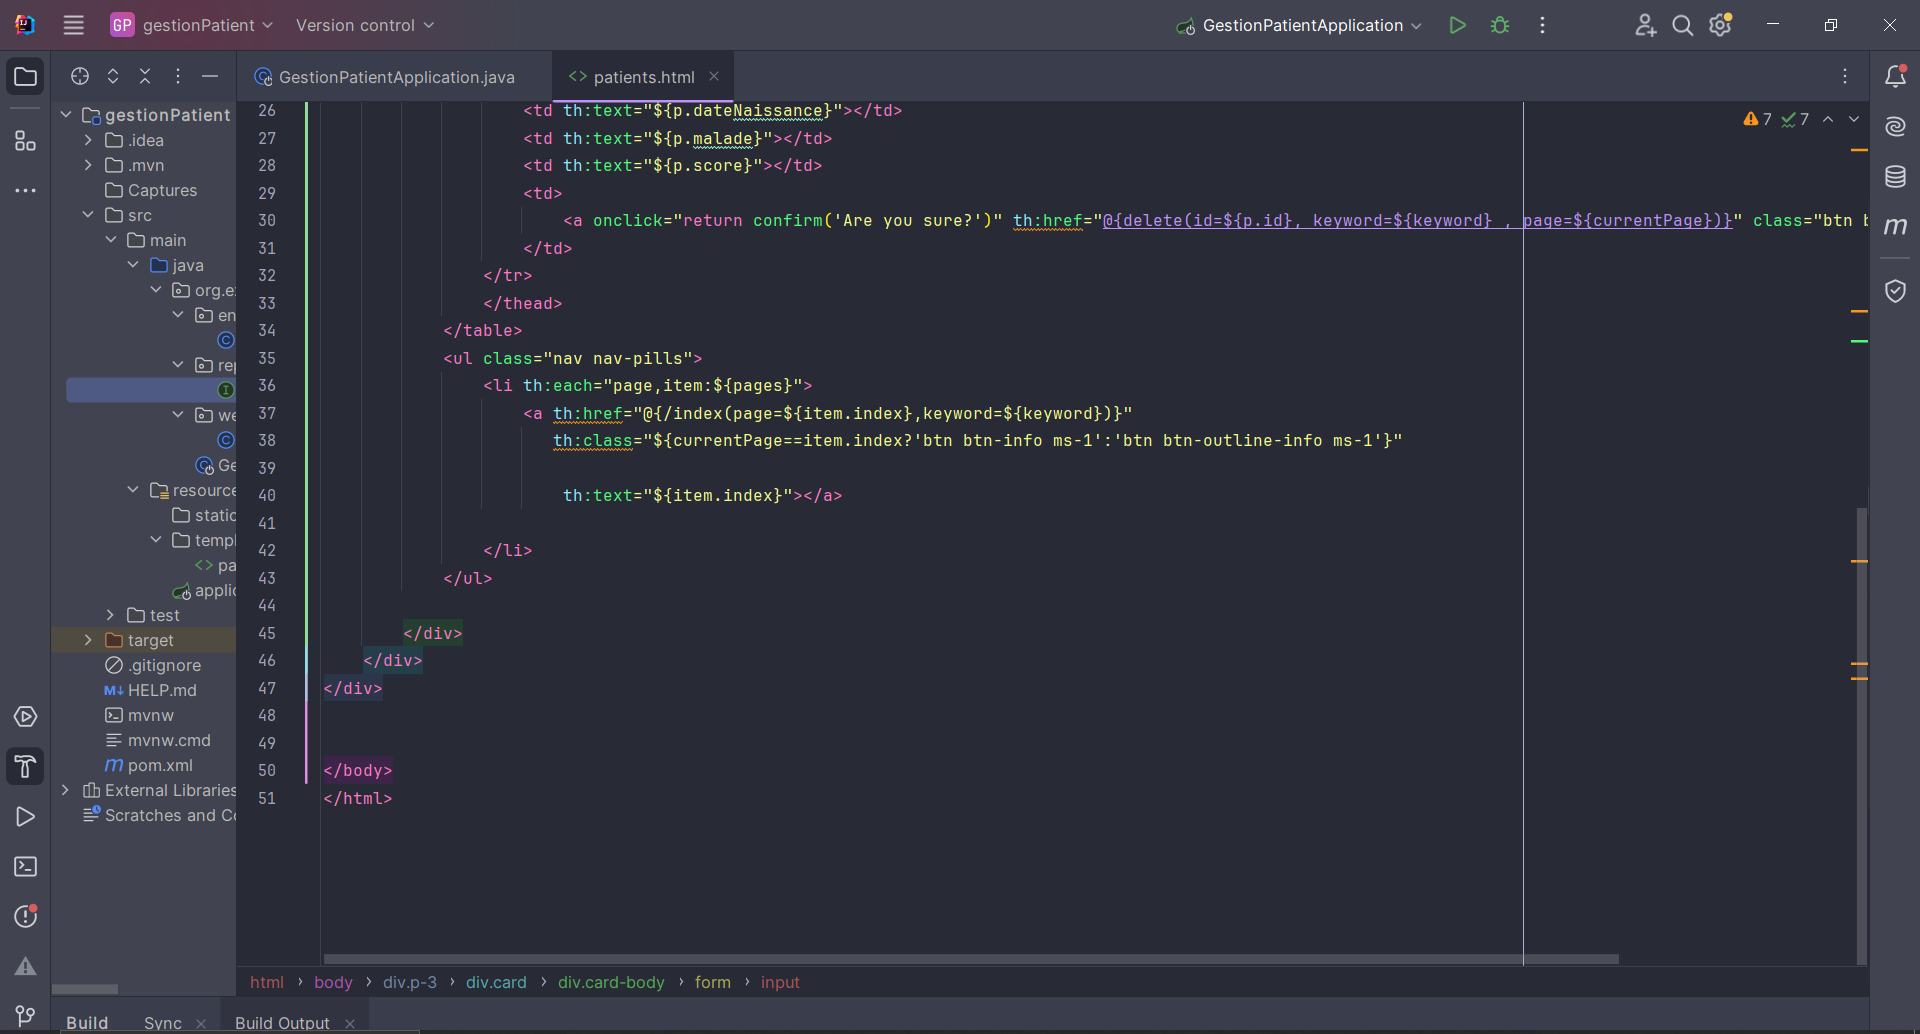 GP gestionPatient Version control GestionPatientApplication
GestionPatientApplication.java patients.html
gestionPatient
.idea
.mvn
Captures
src
main
java
org.e
en
rep
we
Ge
resource
static
templ
pa
applic
test
target
.gitignore
HELP.md
mvnw
mvnw.cmd
pom.xml
External Libraries
Scratches and Co
7 7
26 <td th:text="${p.dateNaissance}"></td>
27 <td th:text="${p.malade}"></td>
28 <td th:text="${p.score}"></td>
29 <td>
30 <a onclick="return confirm('Are you sure?')" th:href="@{delete(id=${p.id}, keyword=${keyword} , page=${currentPage})}" class="btn b
31 </td>
32 </tr>
33 </thead>
34 </table>
35 <ul class="nav nav-pills">
36 <li th:each="page,item:${pages}">
37 <a th:href="@{/index(page=${item.index},keyword=${keyword})}"
38 th:class="${currentPage==item.index?'btn btn-info ms-1':'btn btn-outline-info ms-1'}"
39
40 th:text="${item.index}"></a>
41
42 </li>
43 </ul>
44
45 </div>
46 </div>
47 </div>
48
49
50 </body>
51 </html>
html › body › div.p-3 › div.card › div.card-body › form › input
Build Sync Build Output